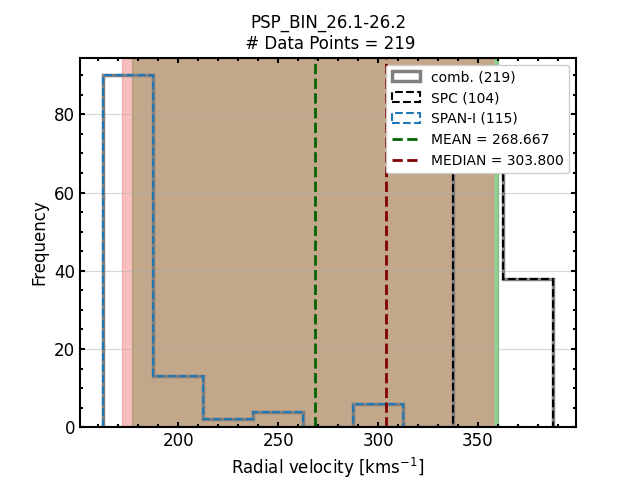 PSP_BIN_26.1-26.2
# Data Points = 219
comb. (219)
SPC (104)
SPAN-I (115)
MEAN = 268.667
MEDIAN = 303.800
Frequency
80
60
40
20
0
200 250 300 350
Radial velocity [kms⁻¹]